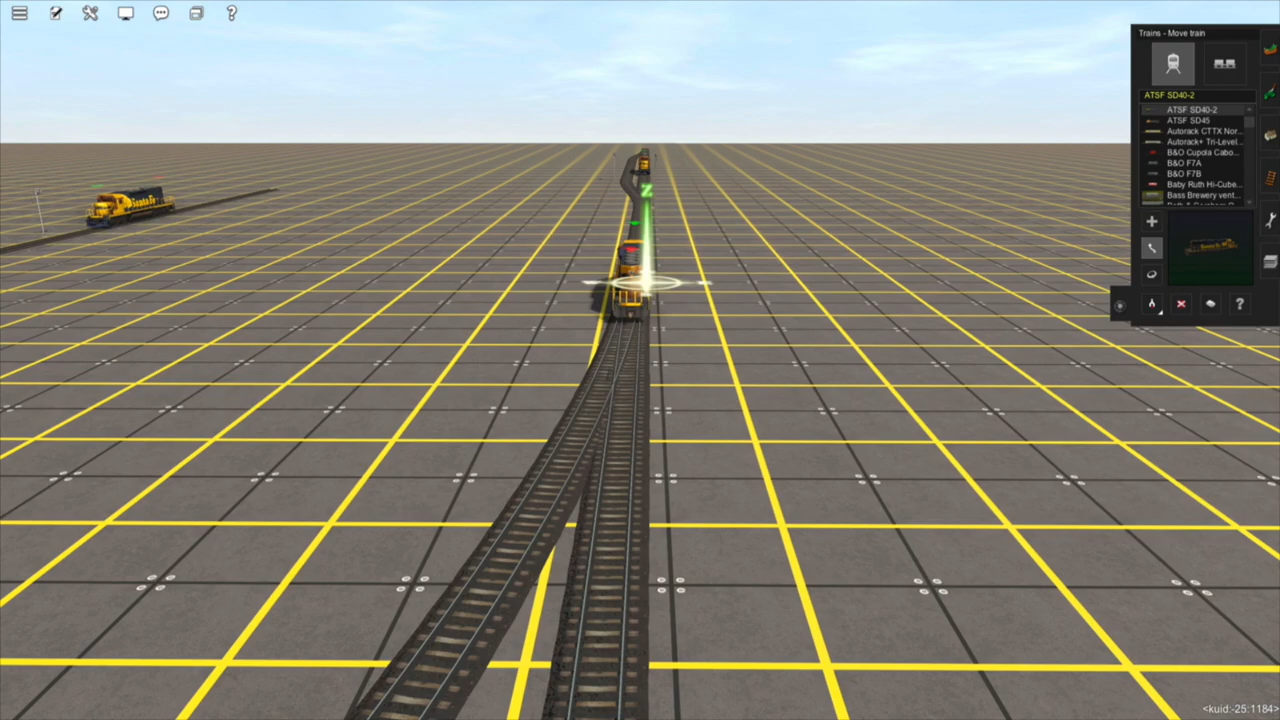 Trains - Move train
ATSF SD40-2
ATSF SD40-2
ATSF SD45
Autorack CTTX Nor...
Autorack+ Tri-Level...
B&O Cupola Cabo...
B&O F7A
B&O F7B
Baby Ruth Hi-Cube...
Bass Brewery vent...
Santa Fe
Z
<kuid:-25:1184>